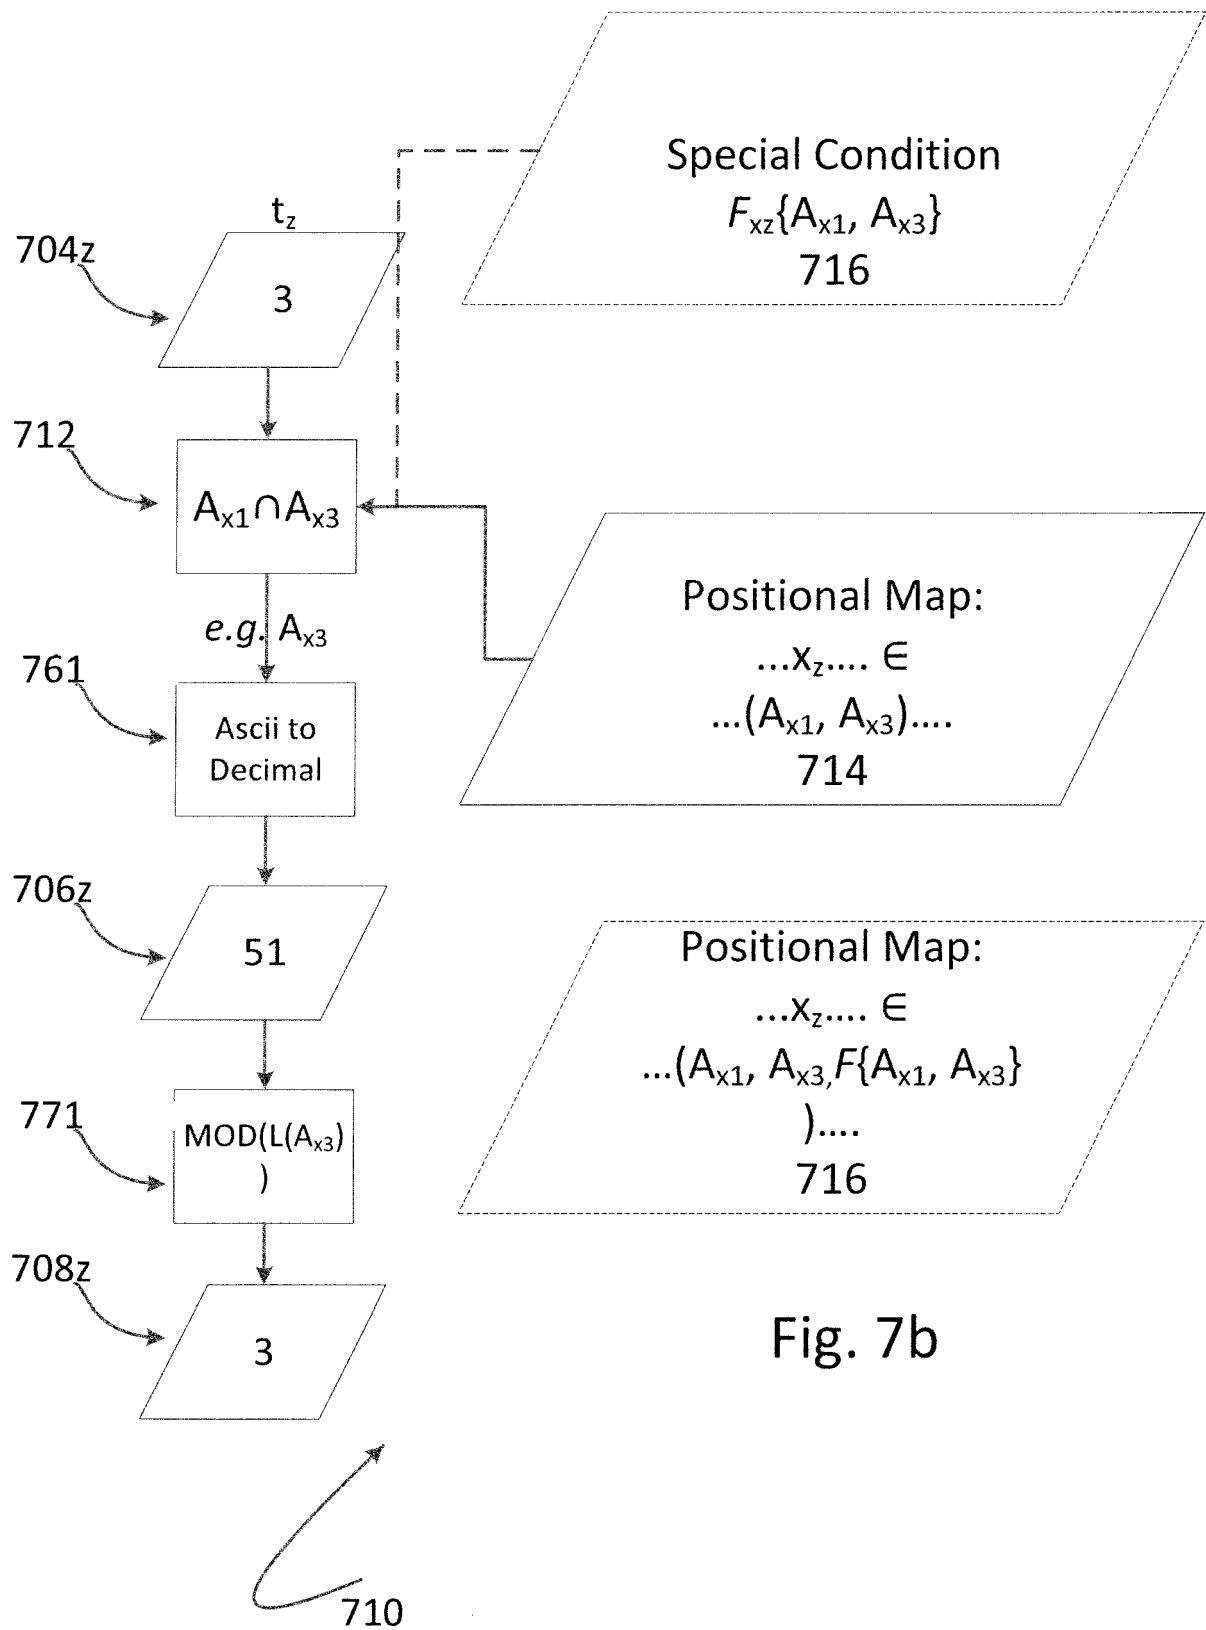 Special Condition
Fxz{Ax1, Ax3}
716
tz
704z
3
712
Ax1∩Ax3
e.g. Ax3
Positional Map:
...xz.... ∈
...(Ax1, Ax3)....
714
761
Ascii to
Decimal
706z
51
Positional Map:
...xz.... ∈
...(Ax1, Ax3,F{Ax1, Ax3}
)....
716
771
MOD(L(Ax3)
)
708z
3
Fig. 7b
710